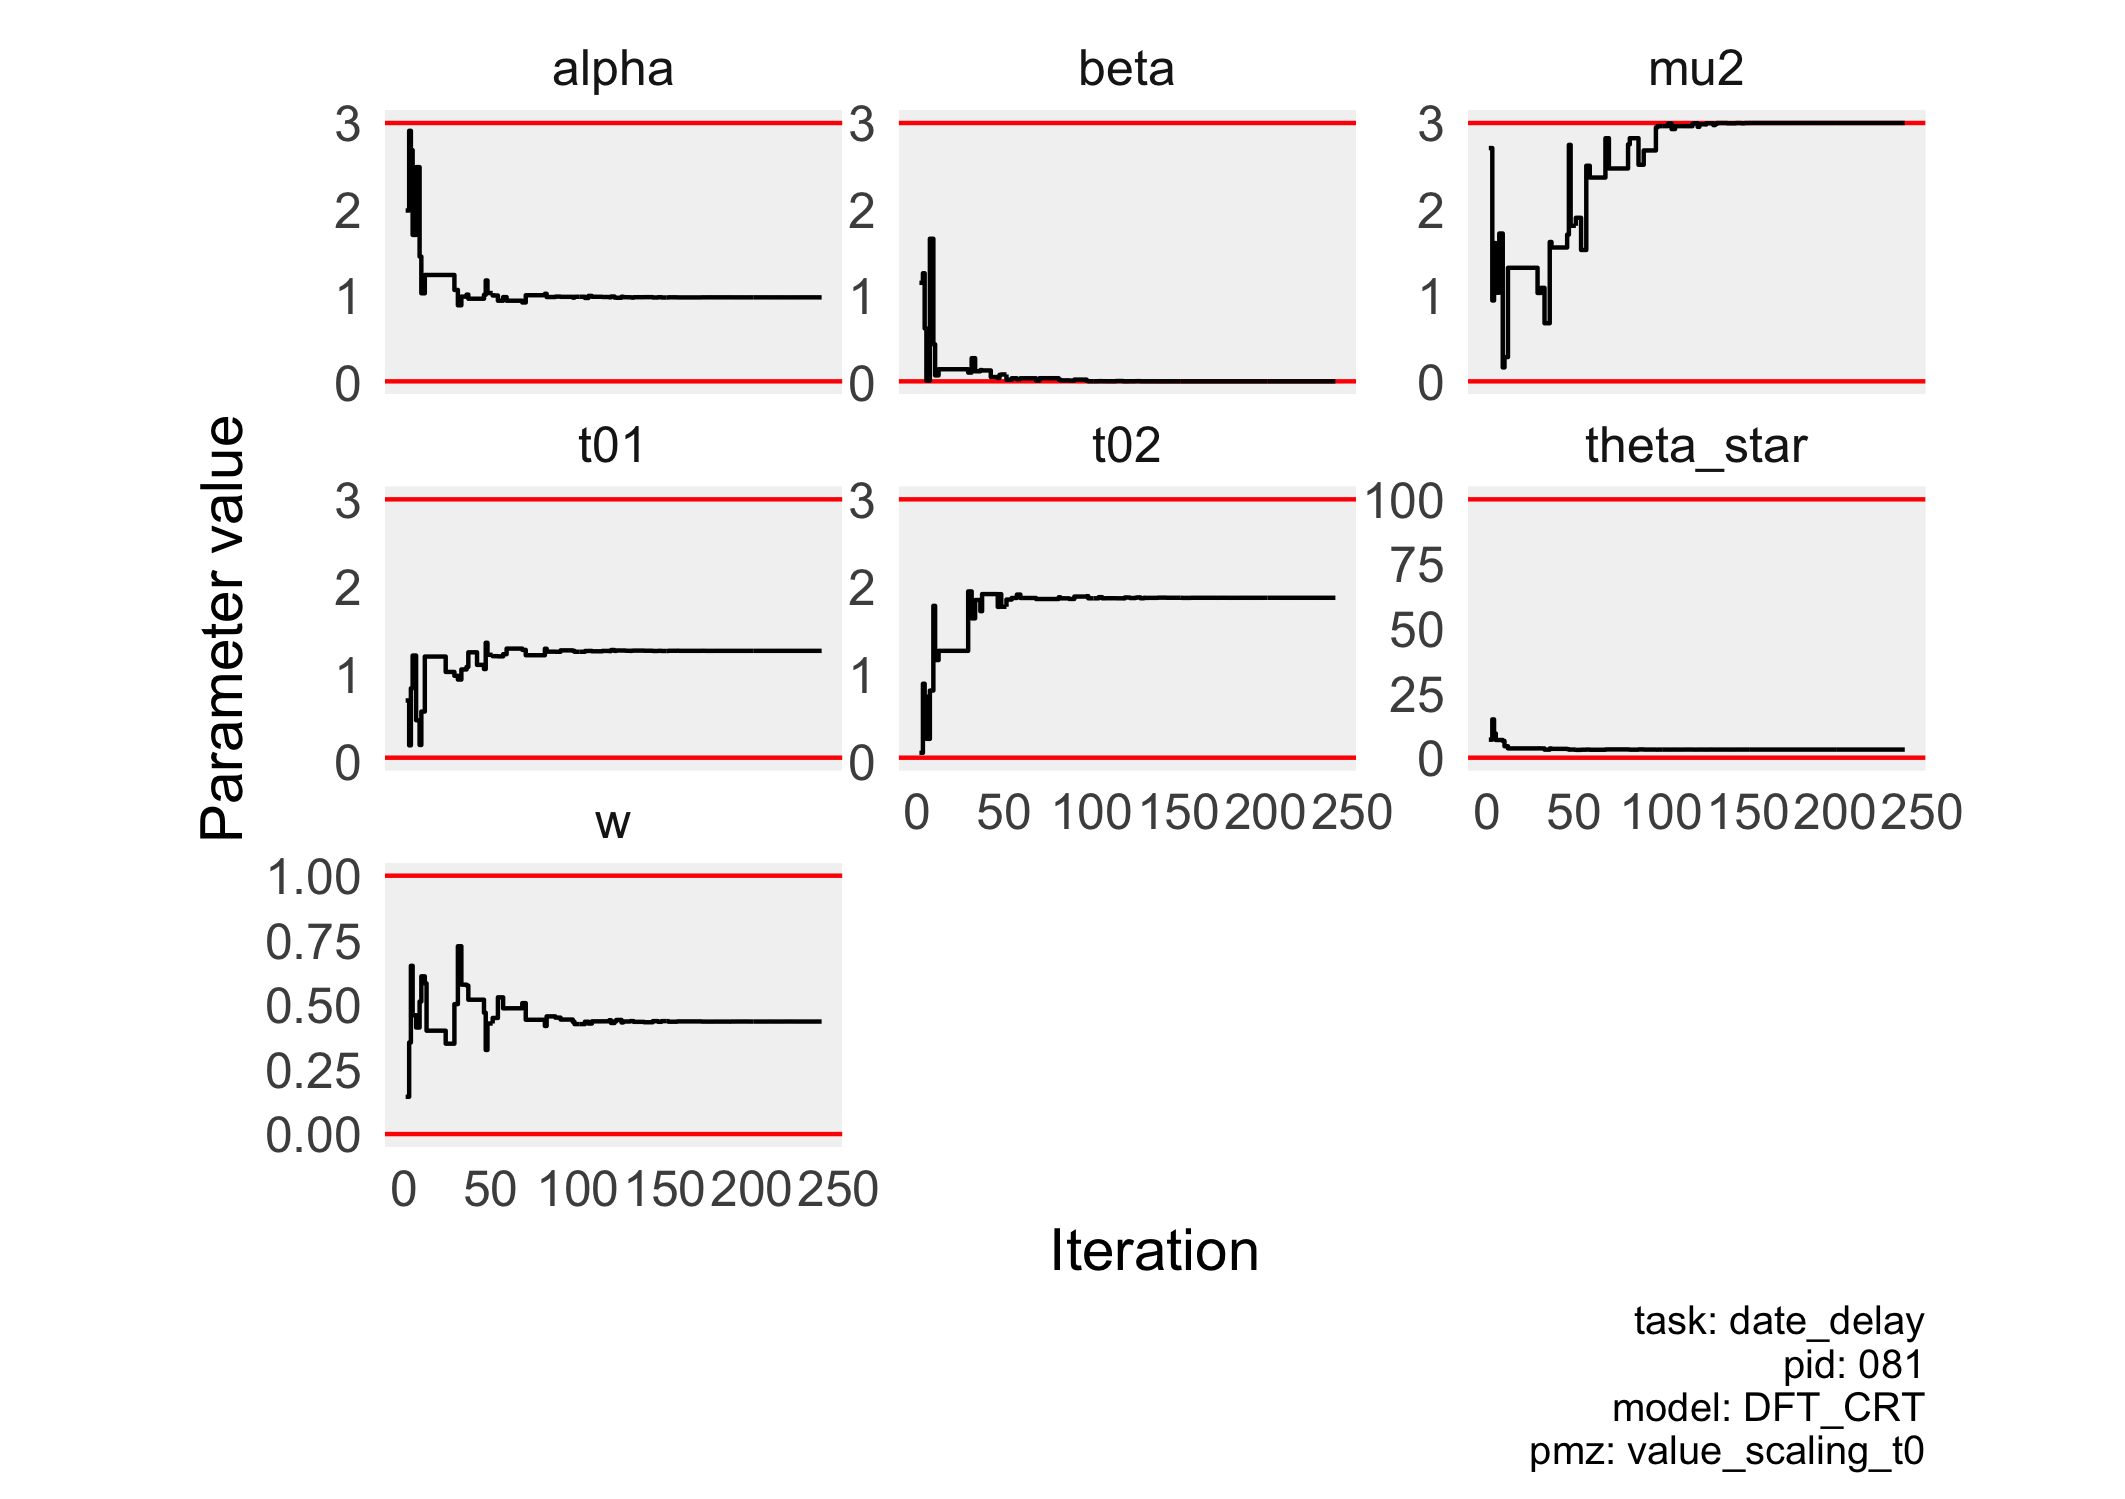 alpha beta mu2
3 3 3
2 2 2
1 1 1
0 0 0
t01 t02 theta_star
3 3 100
2 2 75
1 1 50
0 0 25
0
0 50 100 150 200 250 0 50 100 150 200 250
w
1.00
0.75
0.50
0.25
0.00
0 50 100 150 200 250
Parameter value
Iteration
task: date_delay
pid: 081
model: DFT_CRT
pmz: value_scaling_t0